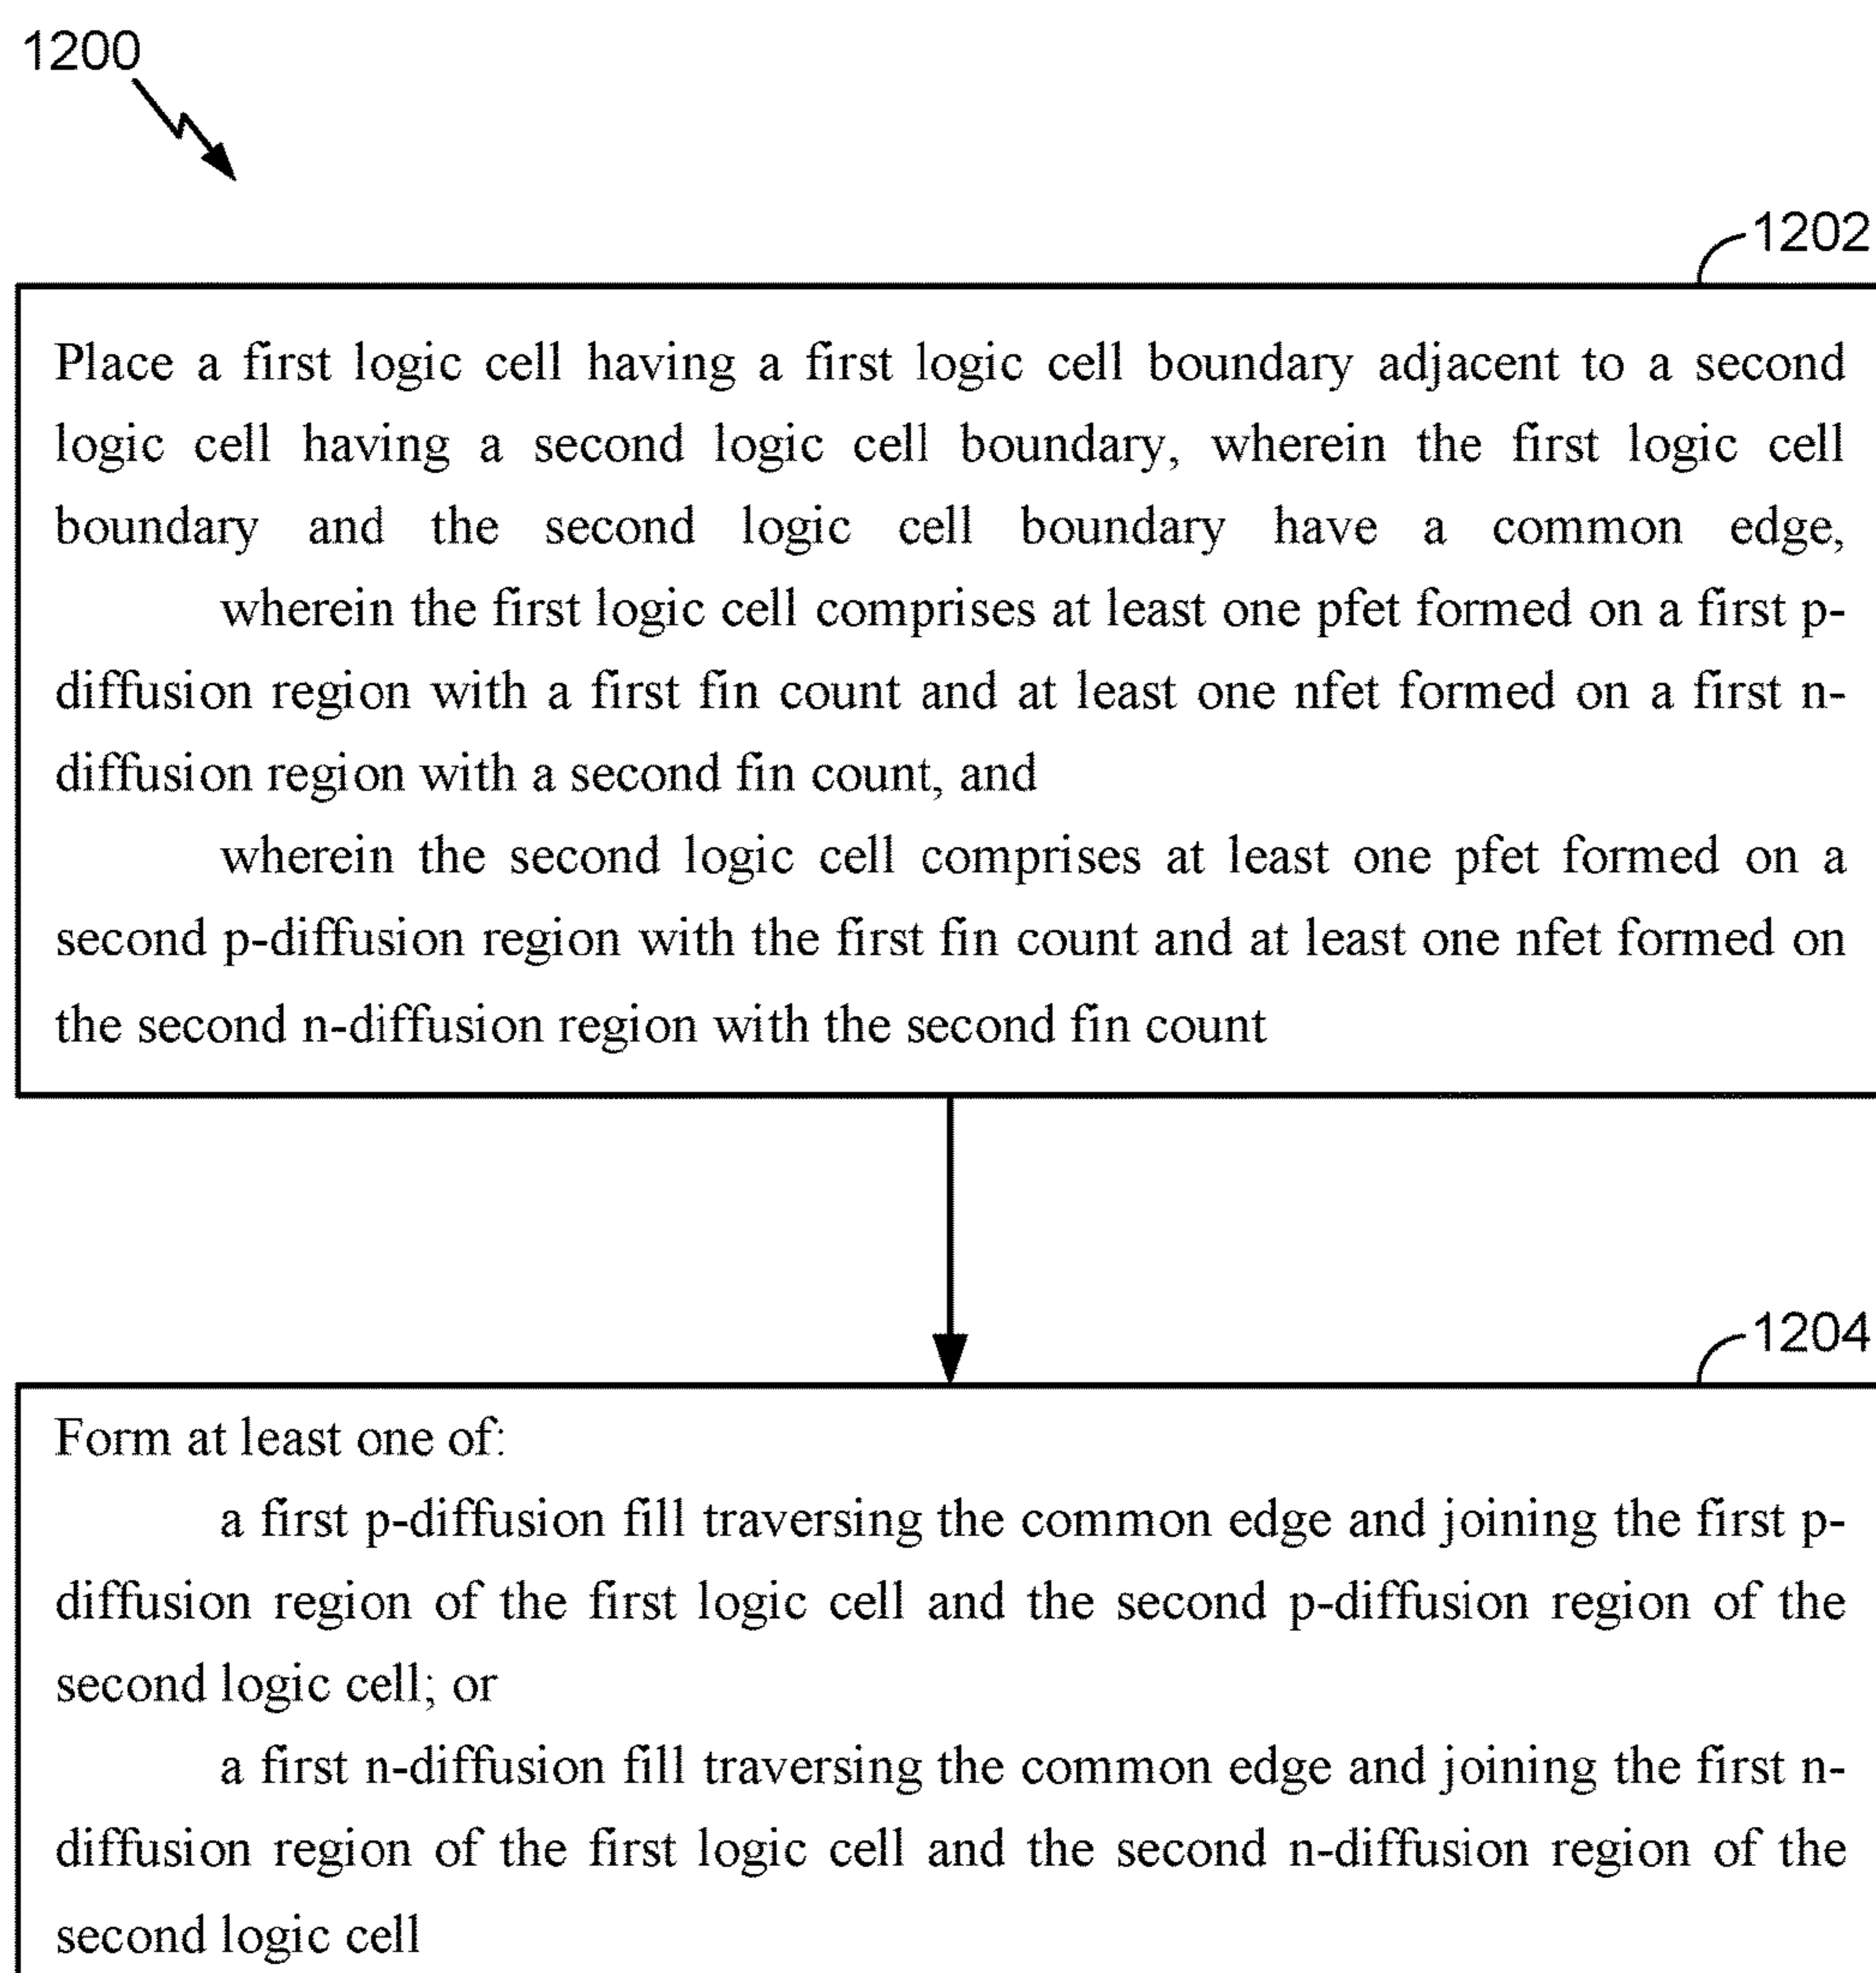 1200
1202
Place a first logic cell having a first logic cell boundary adjacent to a second
logic cell having a second logic cell boundary, wherein the first logic cell
boundary and the second logic cell boundary have a common edge,
wherein the first logic cell comprises at least one pfet formed on a first p-
diffusion region with a first fin count and at least one nfet formed on a first n-
diffusion region with a second fin count, and
wherein the second logic cell comprises at least one pfet formed on a
second p-diffusion region with the first fin count and at least one nfet formed on
the second n-diffusion region with the second fin count
1204
Form at least one of:
a first p-diffusion fill traversing the common edge and joining the first p-
diffusion region of the first logic cell and the second p-diffusion region of the
second logic cell; or
a first n-diffusion fill traversing the common edge and joining the first n-
diffusion region of the first logic cell and the second n-diffusion region of the
second logic cell